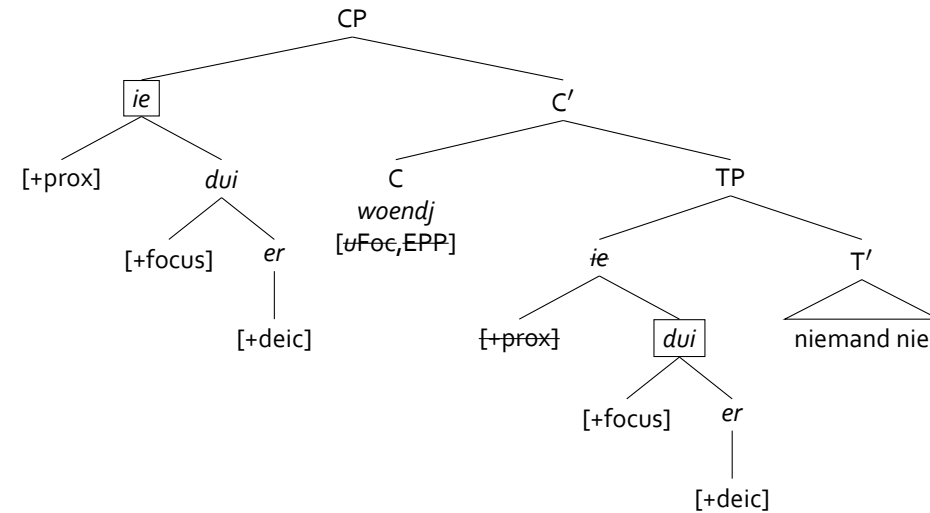 CP
ie
C′
[+prox]
dui
C
TP
woendj
[+focus]
er
[uFoc,EPP]
ie
T′
[+deic]
[+prox]
dui
niemand nie
[+focus]
er
[+deic]